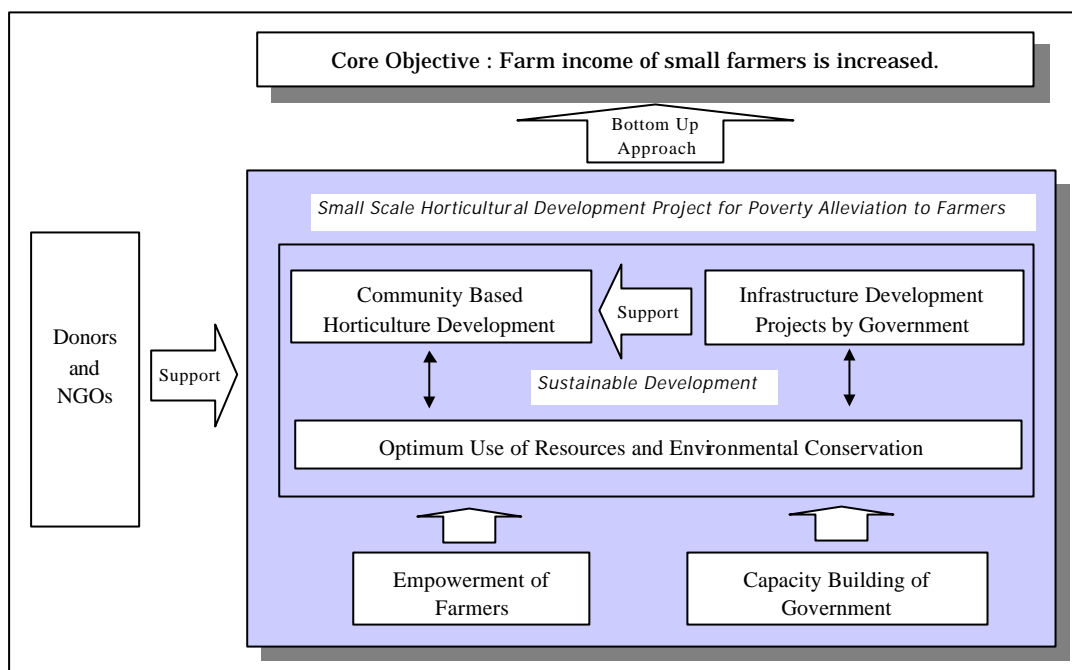 Core Objective : Farm income of small farmers is increased.
Bottom Up
Approach
Small Scale Horticultural Development Project for Poverty Alleviation to Farmers
Community Based
Horticulture Development
Support
Infrastructure Development
Projects by Government
Donors
and
NGOs
Support
Sustainable Development
Optimum Use of Resources and Environmental Conservation
Empowerment of
Farmers
Capacity Building of
Government